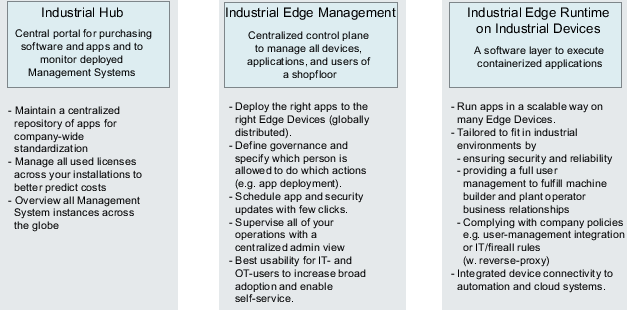 Industrial Hub
Central portal for purchasing
software and apps and to
monitor deployed
Management Systems
- Maintain a centralized
repository of apps for
company-wide
standardization
- Manage all used licenses
across your installations to
better predict costs
- Overview all Management
System instances across
the globe
Industrial Edge Management
Centralized control plane
to manage all devices,
applications, and users of
a shopfloor
- Deploy the right apps to the
right Edge Devices (globally
distributed).
- Define governance and
specify which person is
allowed to do which actions
(e.g. app deployment).
- Schedule app and security
updates with few clicks.
- Supervise all of your
operations with a
centralized admin view
- Best usability for IT- and
OT-users to increase broad
adoption and enable
self-service.
Industrial Edge Runtime
on Industrial Devices
A software layer to execute
containerized applications
- Run apps in a scalable way on
many Edge Devices.
- Tailored to fit in industrial
environments by
- ensuring security and reliability
- providing a full user
management to fulfill machine
builder and plant operator
business relationships
- Complying with company policies
e.g. user-management integration
or IT/fireall rules
(w. reverse-proxy)
- Integrated device connectivity to
automation and cloud systems.